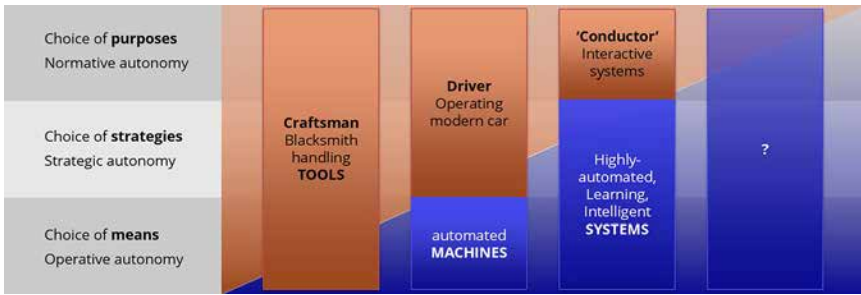 Choice of purposes
Normative autonomy
Choice of strategies
Strategic autonomy
Choice of means
Operative autonomy
Craftsman
Blacksmith
handling
TOOLS
Driver
Operating
modern car
automated
MACHINES
‘Conductor’
Interactive
systems
Highly-
automated,
Learning,
Intelligent
SYSTEMS
?